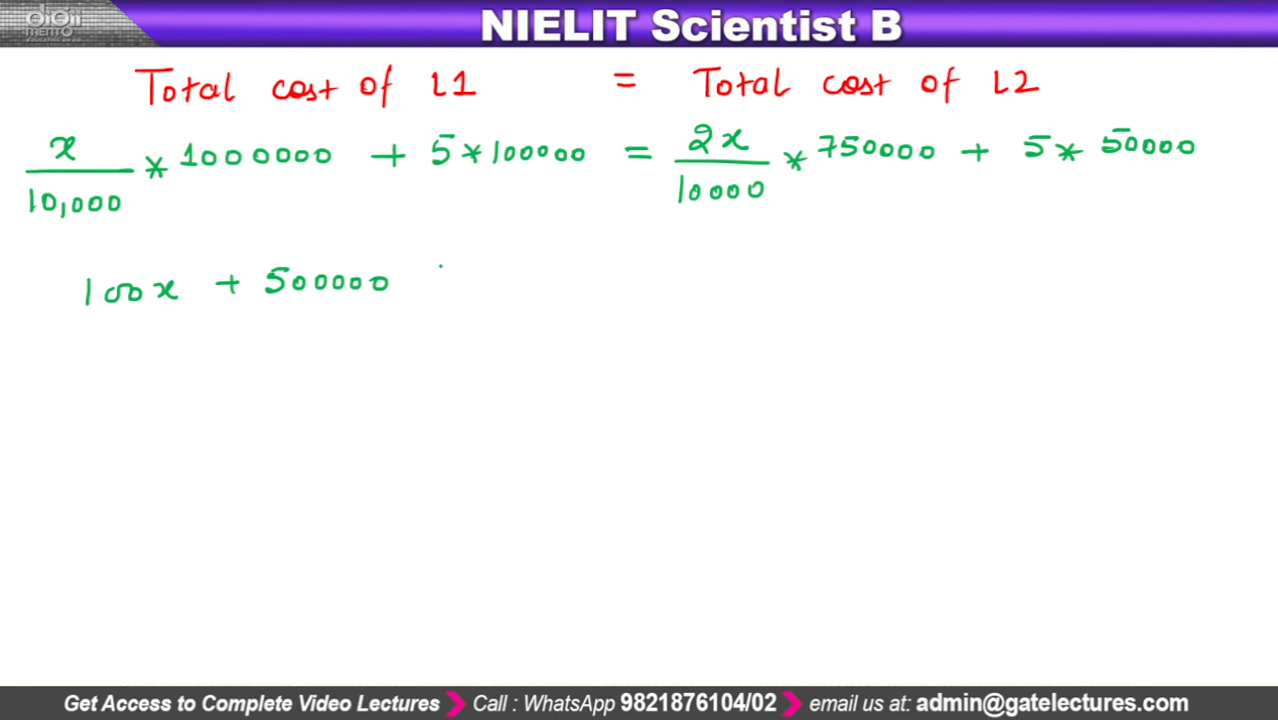 digii
MENTO
NIELIT Scientist B
Total cost of L1 = Total cost of L2
x/10,000 * 1000000 + 5 * 100000 = 2x/10000 * 750000 + 5 * 50000
100x + 500000
Get Access to Complete Video Lectures Call : WhatsApp 9821876104/02 email us at: admin@gatelectures.com